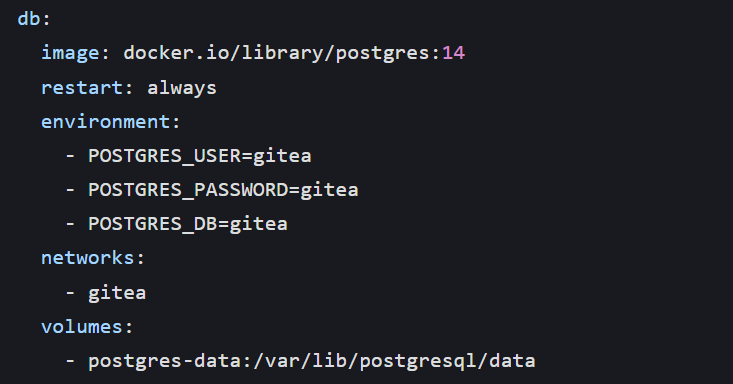 db:
  image: docker.io/library/postgres:14
  restart: always
  environment:
    - POSTGRES_USER=gitea
    - POSTGRES_PASSWORD=gitea
    - POSTGRES_DB=gitea
  networks:
    - gitea
  volumes:
    - postgres-data:/var/lib/postgresql/data